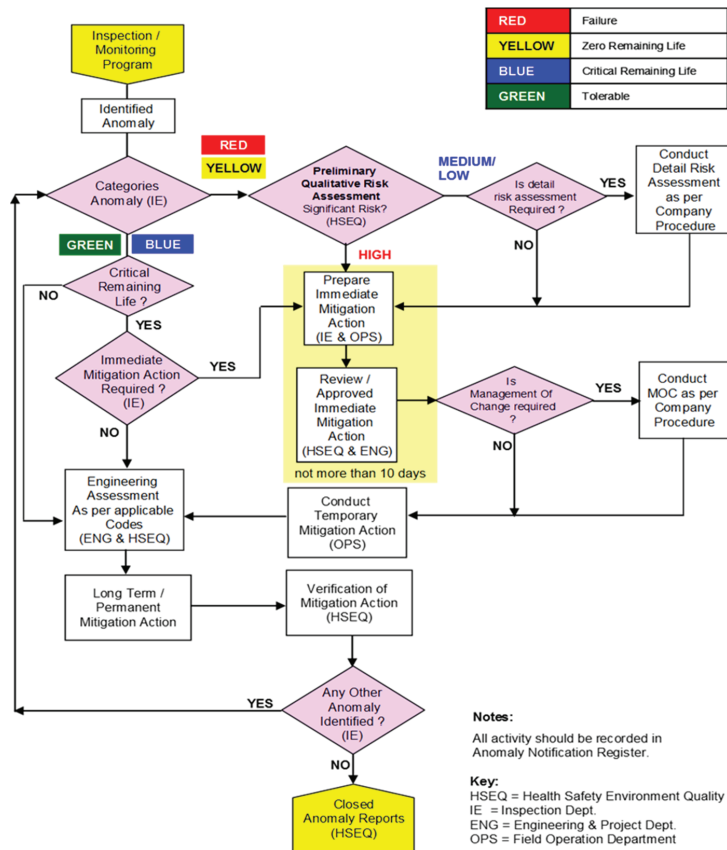 Inspection /
Monitoring
Program
RED Failure
YELLOW Zero Remaining Life
BLUE Critical Remaining Life
GREEN Tolerable
Identified
Anomaly
RED
YELLOW
Categories
Anomaly (IE)
Preliminary
Qualitative Risk
Assessment
Significant Risk?
(HSEQ)
MEDIUM/
LOW
Is detail
risk assessment
Required ?
YES
Conduct
Detail Risk
Assessment
as per
Company
Procedure
NO
HIGH
GREEN
BLUE
Critical
Remaining
Life ?
NO
YES
Prepare
Immediate
Mitigation
Action
(IE & OPS)
Immediate
Mitigation Action
Required ?
(IE)
YES
NO
Review /
Approved
Immediate
Mitigation
Action
(HSEQ & ENG)
not more than 10 days
Is
Management Of
Change required
?
YES
Conduct
MOC as per
Company
Procedure
NO
Engineering
Assessment
As per applicable
Codes
(ENG & HSEQ)
Conduct
Temporary
Mitigation Action
(OPS)
Long Term /
Permanent
Mitigation Action
Verification of
Mitigation Action
(HSEQ)
Any Other
Anomaly
Identified ?
(IE)
YES
NO
Closed
Anomaly Reports
(HSEQ)
Notes:
All activity should be recorded in
Anomaly Notification Register.
Key:
HSEQ = Health Safety Environment Quality
IE = Inspection Dept.
ENG = Engineering & Project Dept.
OPS = Field Operation Department